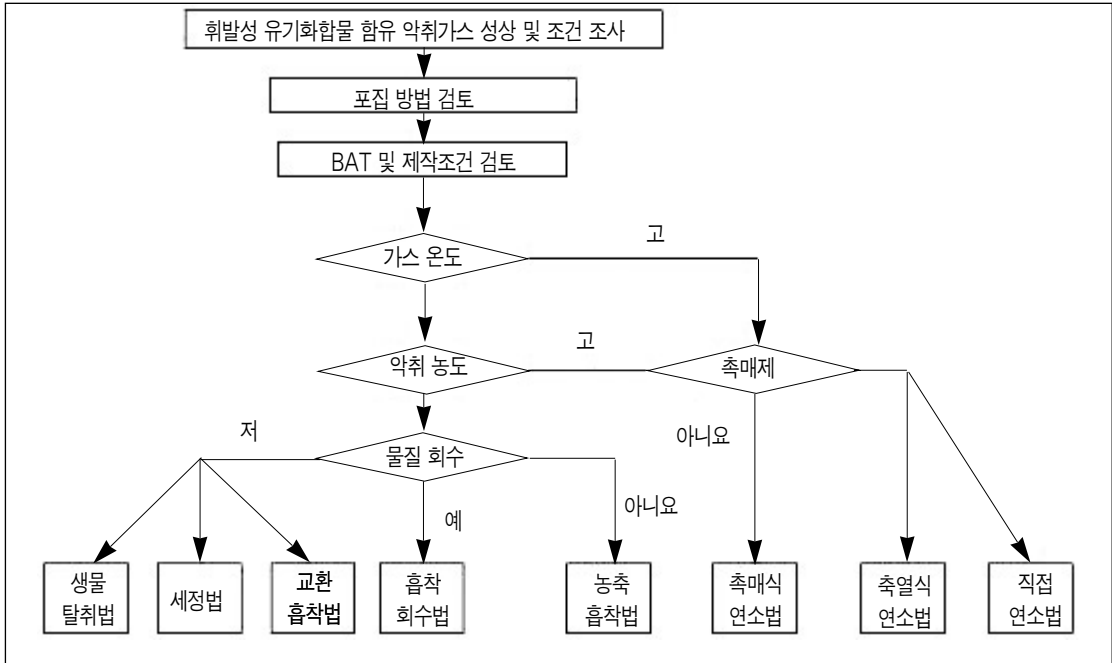 휘발성 유기화합물 함유 악취가스 성상 및 조건 조사
포집 방법 검토
BAT 및 제작조건 검토
고
가스 온도
고
악취 농도
촉매제
저
아니요
물질 회수
예
아니요
생물
탈취법
세정법
교환
흡착법
흡착
회수법
농축
흡착법
촉매식
연소법
축열식
연소법
직접
연소법